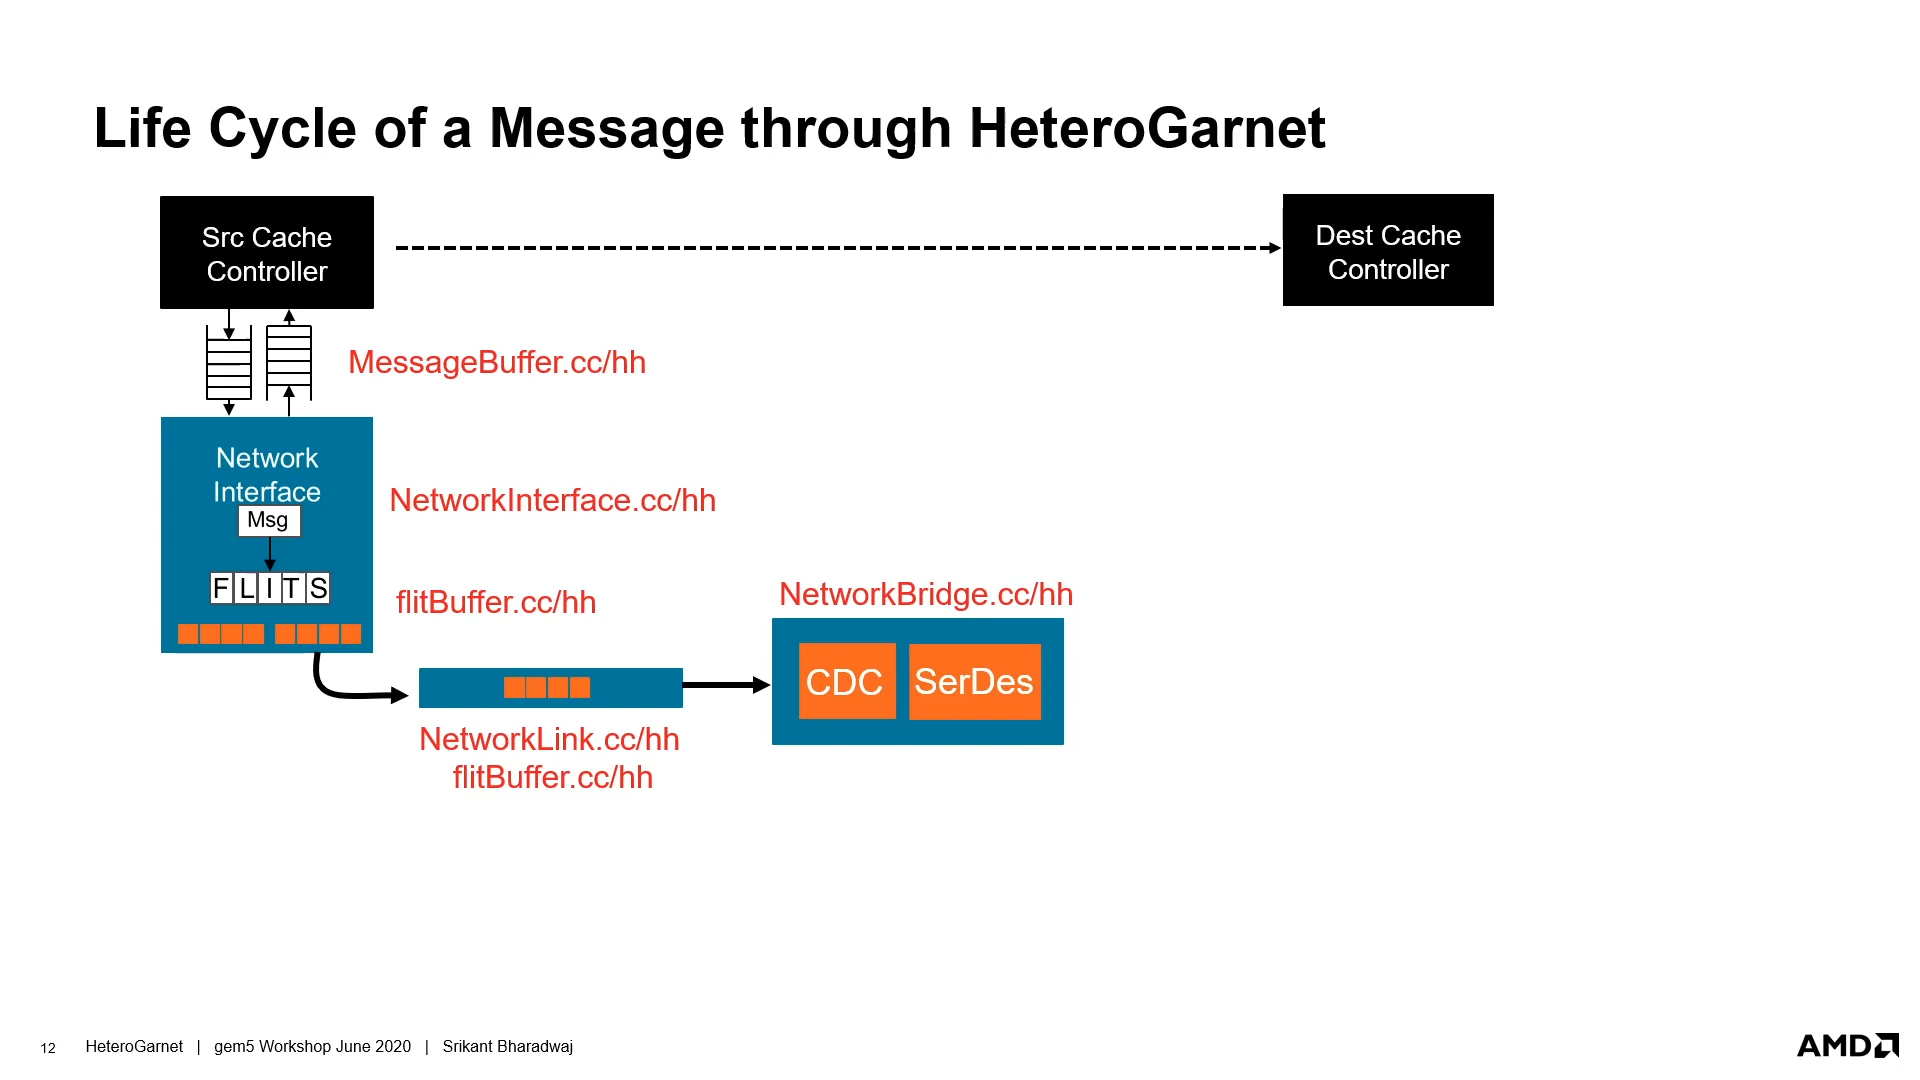 Life Cycle of a Message through HeteroGarnet
Src Cache
Controller
Dest Cache
Controller
MessageBuffer.cc/hh
Network
Interface
Msg
NetworkInterface.cc/hh
FLITS
flitBuffer.cc/hh
NetworkBridge.cc/hh
CDC
SerDes
NetworkLink.cc/hh
flitBuffer.cc/hh
12 HeteroGarnet | gem5 Workshop June 2020 | Srikant Bharadwaj
AMD